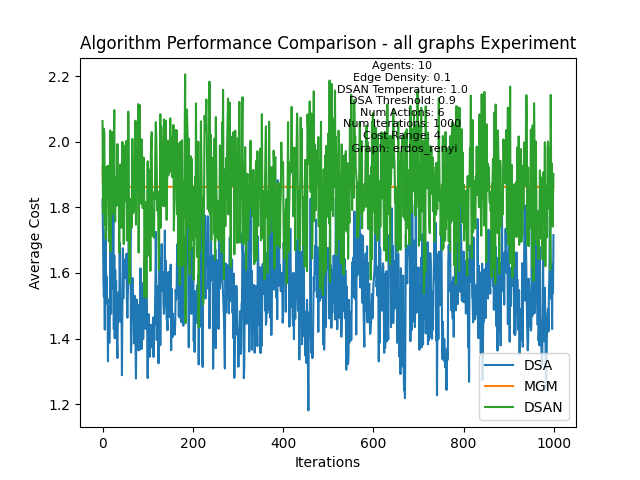 Algorithm Performance Comparison - all graphs Experiment
Agents: 10
Edge Density: 0.1
DSAN Temperature: 1.0
DSA Threshold: 0.9
Num Actions: 6
Num Iterations: 1000
Cost Range: 4
Graph: erdos_renyi
2.2
2.0
1.8
1.6
1.4
1.2
Average Cost
DSA
MGM
DSAN
0
200
400
600
800
1000
Iterations